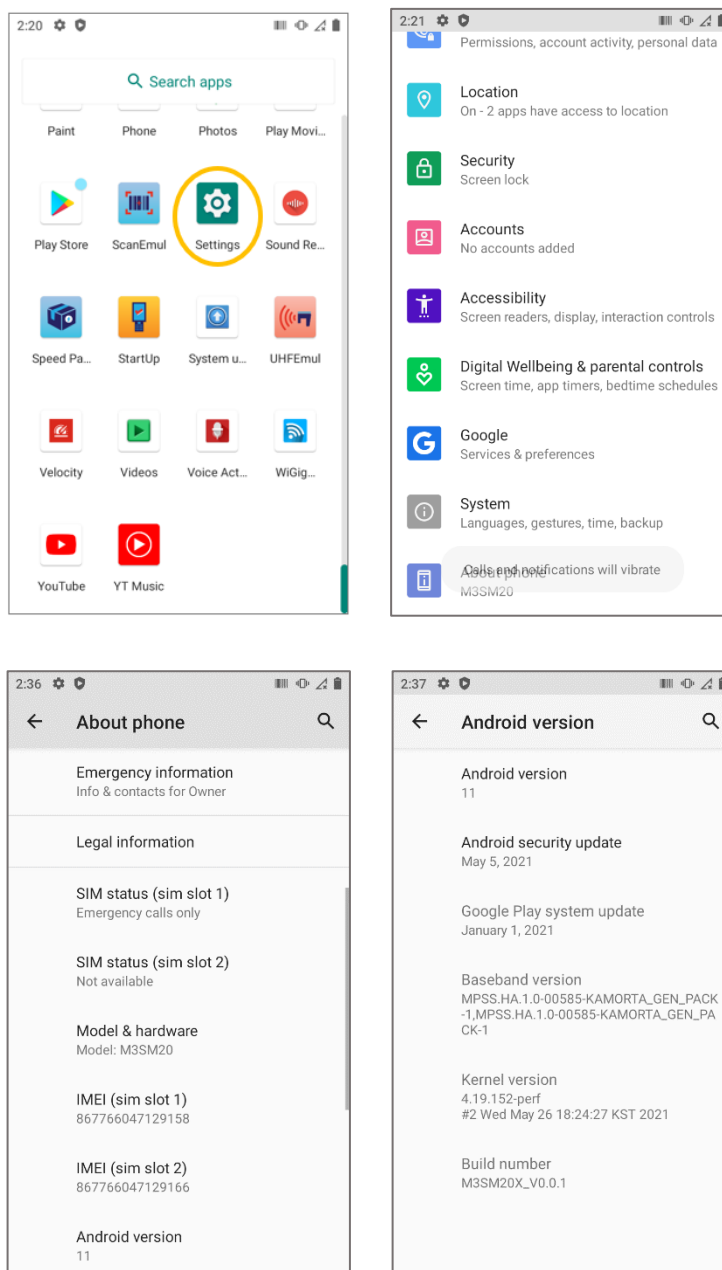 2:20
Search apps
Paint Phone Photos Play Movi...
Play Store ScanEmul Settings Sound Re...
Speed Pa... StartUp System u... UHFEmul
Velocity Videos Voice Act... WiGig...
YouTube YT Music
2:21
Permissions, account activity, personal data
Location
On - 2 apps have access to location
Security
Screen lock
Accounts
No accounts added
Accessibility
Screen readers, display, interaction controls
Digital Wellbeing & parental controls
Screen time, app timers, bedtime schedules
Google
Services & preferences
System
Languages, gestures, time, backup
About phone
Calls and notifications will vibrate
M3SM20
2:36
About phone
Emergency information
Info & contacts for Owner
Legal information
SIM status (sim slot 1)
Emergency calls only
SIM status (sim slot 2)
Not available
Model & hardware
Model: M3SM20
IMEI (sim slot 1)
867766047129158
IMEI (sim slot 2)
867766047129166
Android version
11
2:37
Android version
Android version
11
Android security update
May 5, 2021
Google Play system update
January 1, 2021
Baseband version
MPSS.HA.1.0-00585-KAMORTA_GEN_PACK
-1,MPSS.HA.1.0-00585-KAMORTA_GEN_PA
CK-1
Kernel version
4.19.152-perf
#2 Wed May 26 18:24:27 KST 2021
Build number
M3SM20X_V0.0.1